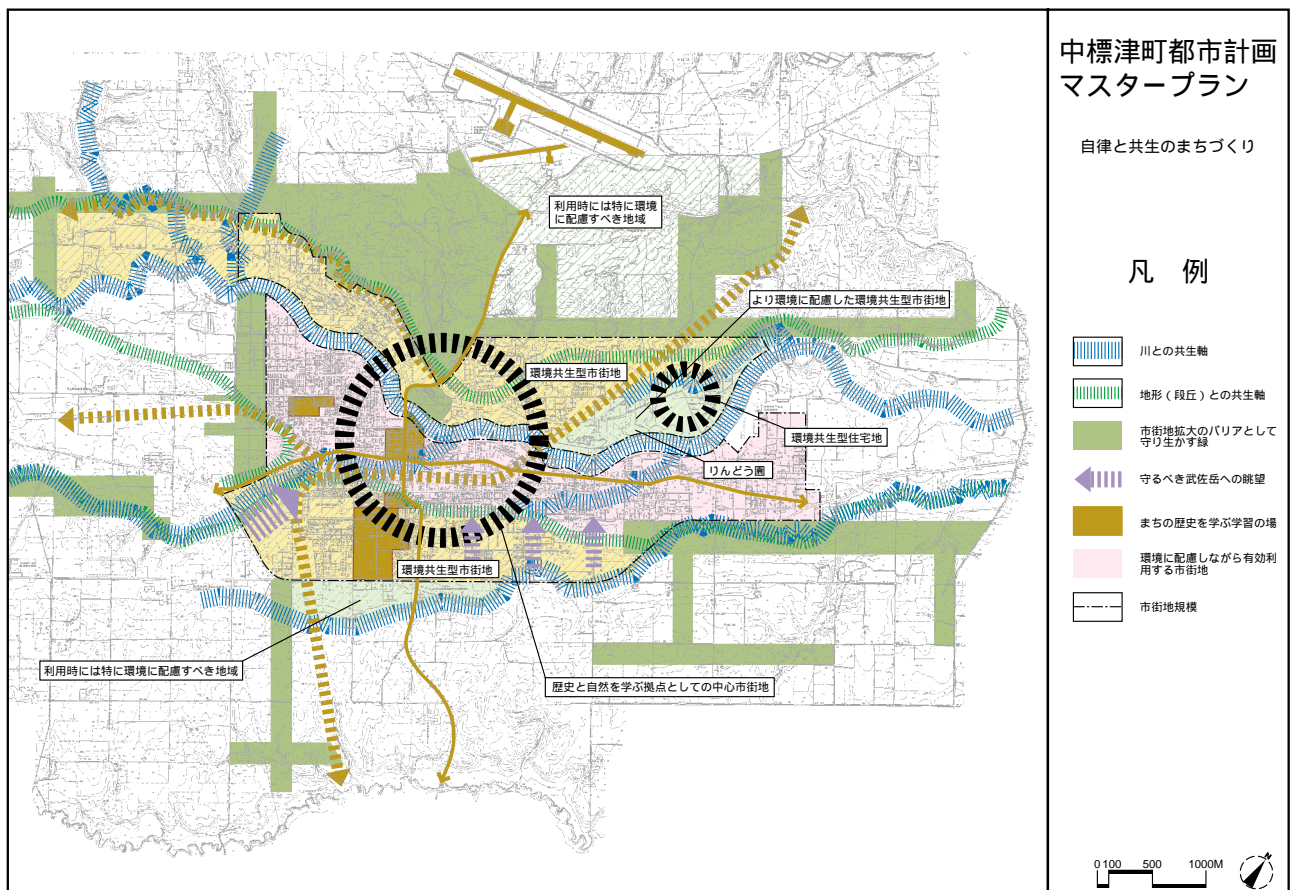 中標津町都市計画
マスタープラン
自律と共生のまちづくり
凡 例
川との共生軸
地形(段丘)との共生軸
市街地拡大のバリアとして
守り生かす緑
守るべき武佐岳への眺望
まちの歴史を学ぶ学習の場
環境に配慮しながら有効利
用する市街地
市街地規模
利用時には特に環境
に配慮すべき地域
より環境に配慮した環境共生型市街地
環境共生型市街地
環境共生型住宅地
りんどう園
環境共生型市街地
利用時には特に環境に配慮すべき地域
歴史と自然を学ぶ拠点としての中心市街地
0 100 500 1000M
N